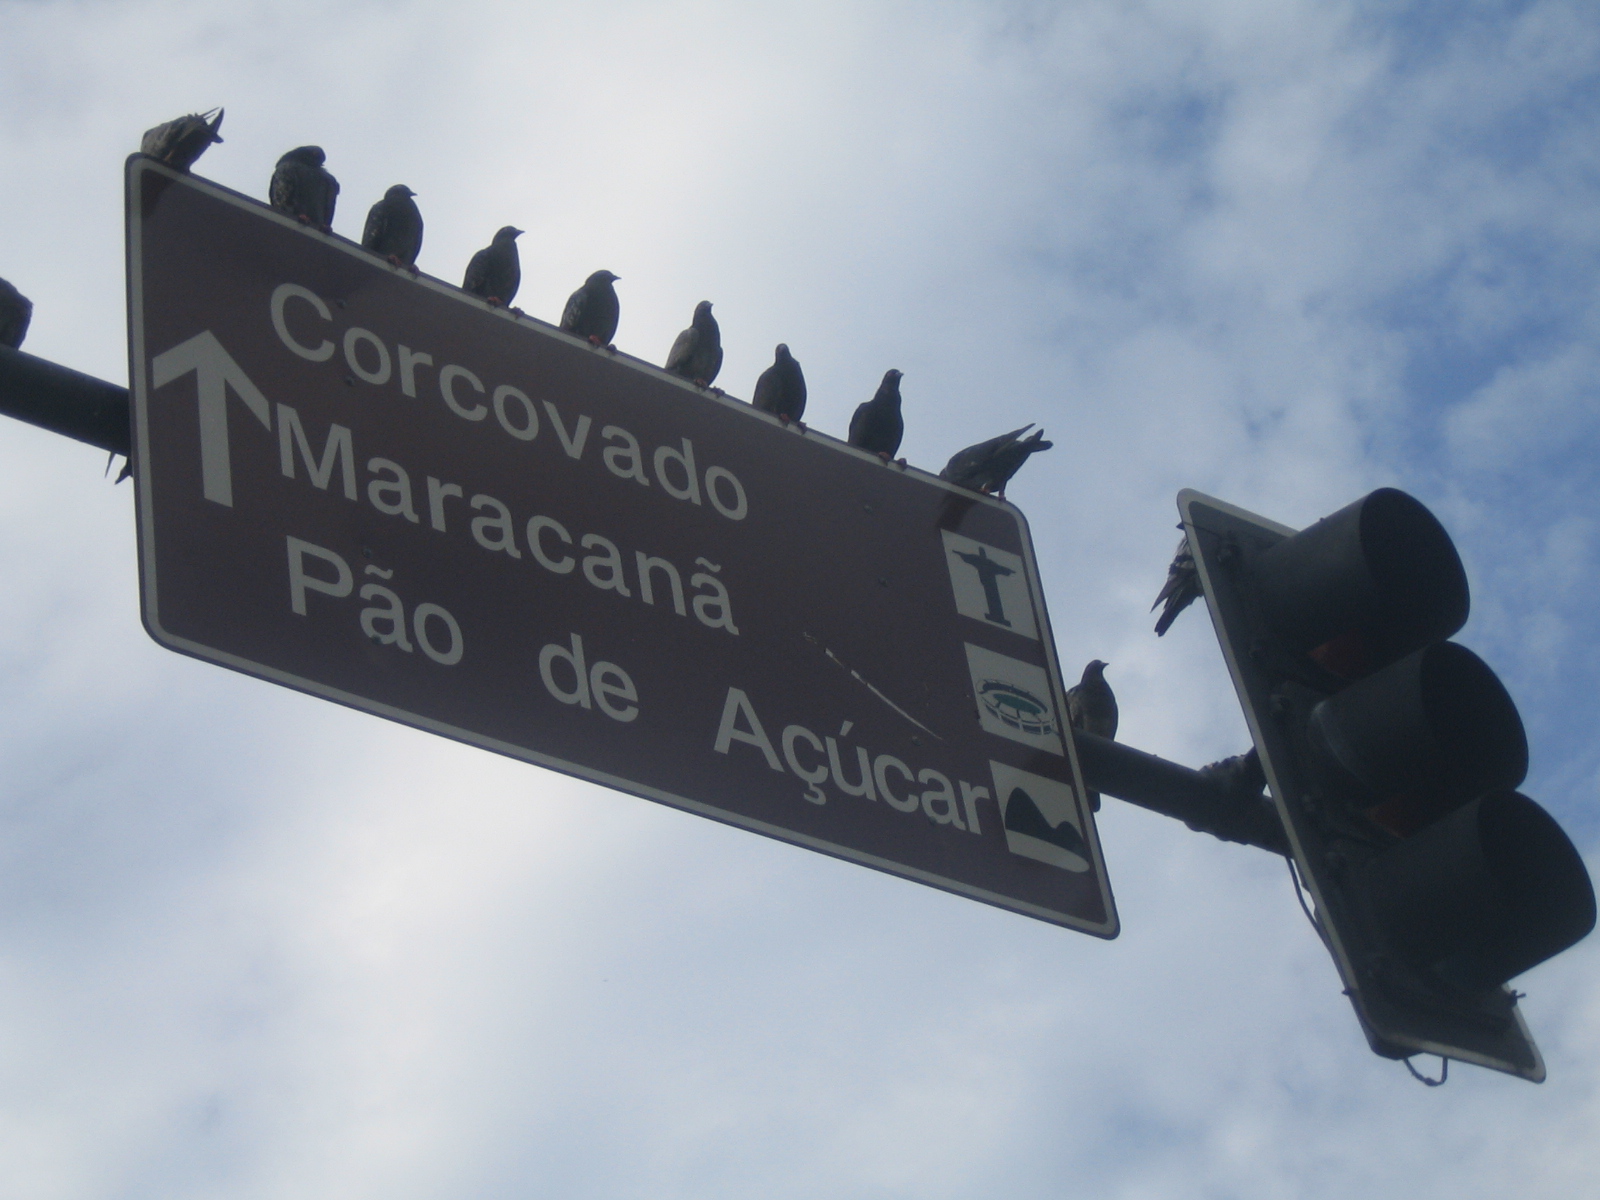 Corcovado
Maracanã
Pão de Açúcar